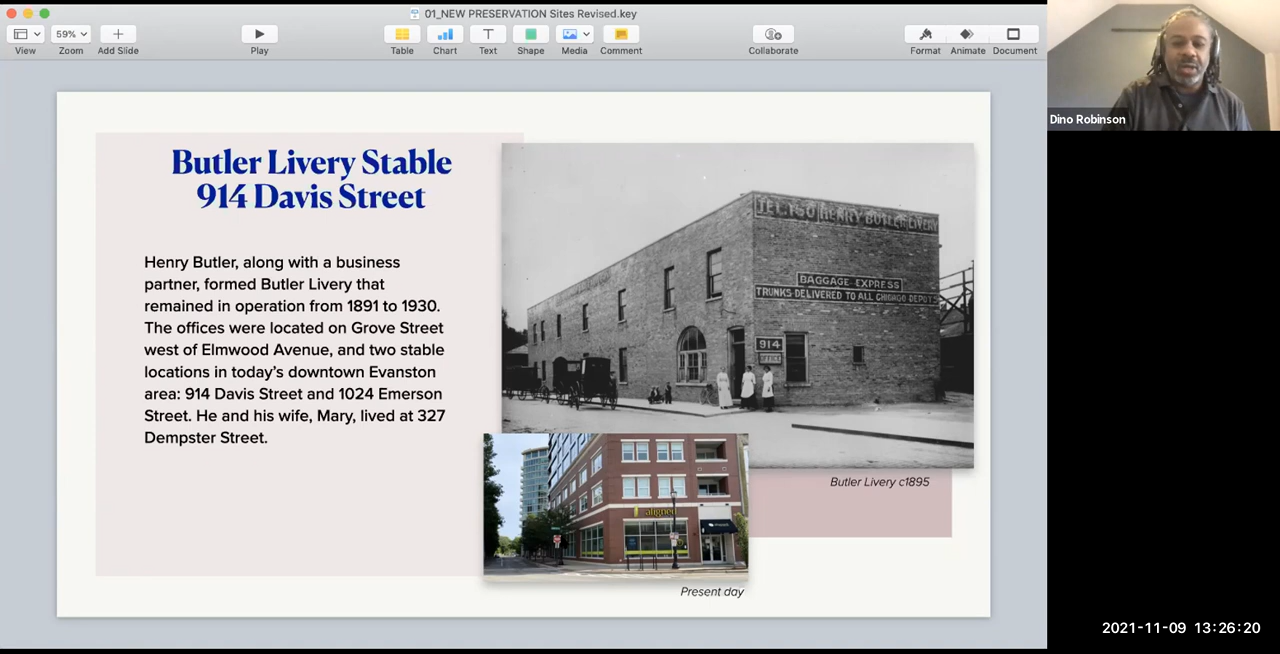 01_NEW PRESERVATION Sites Revised.key
59%
View
Zoom
Add Slide
Play
Table
Chart
Text
Shape
Media
Comment
Collaborate
Format
Animate
Document
Dino Robinson
Butler Livery Stable
914 Davis Street
Henry Butler, along with a business
partner, formed Butler Livery that
remained in operation from 1891 to 1930.
The offices were located on Grove Street
west of Elmwood Avenue, and two stable
locations in today's downtown Evanston
area: 914 Davis Street and 1024 Emerson
Street. He and his wife, Mary, lived at 327
Dempster Street.
TEL.150 HENRY BUTLER LIVERY
BAGGAGE-EXPRESS
TRUNKS-DELIVERED TO ALL CHICAGO DEPOTS
914
OFFICE
Butler Livery c1895
aligned
Present day
2021-11-09 13:26:20